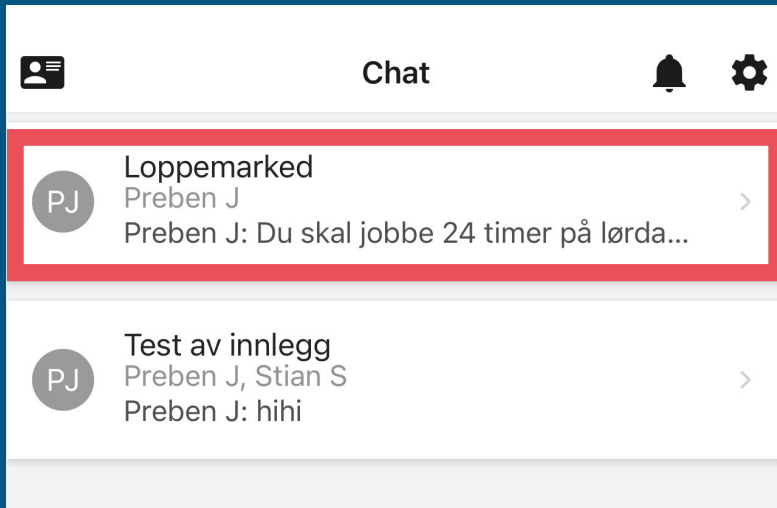 Chat
PJ
Loppemarked
Preben J
Preben J: Du skal jobbe 24 timer på lørda...
PJ
Test av innlegg
Preben J, Stian S
Preben J: hihi